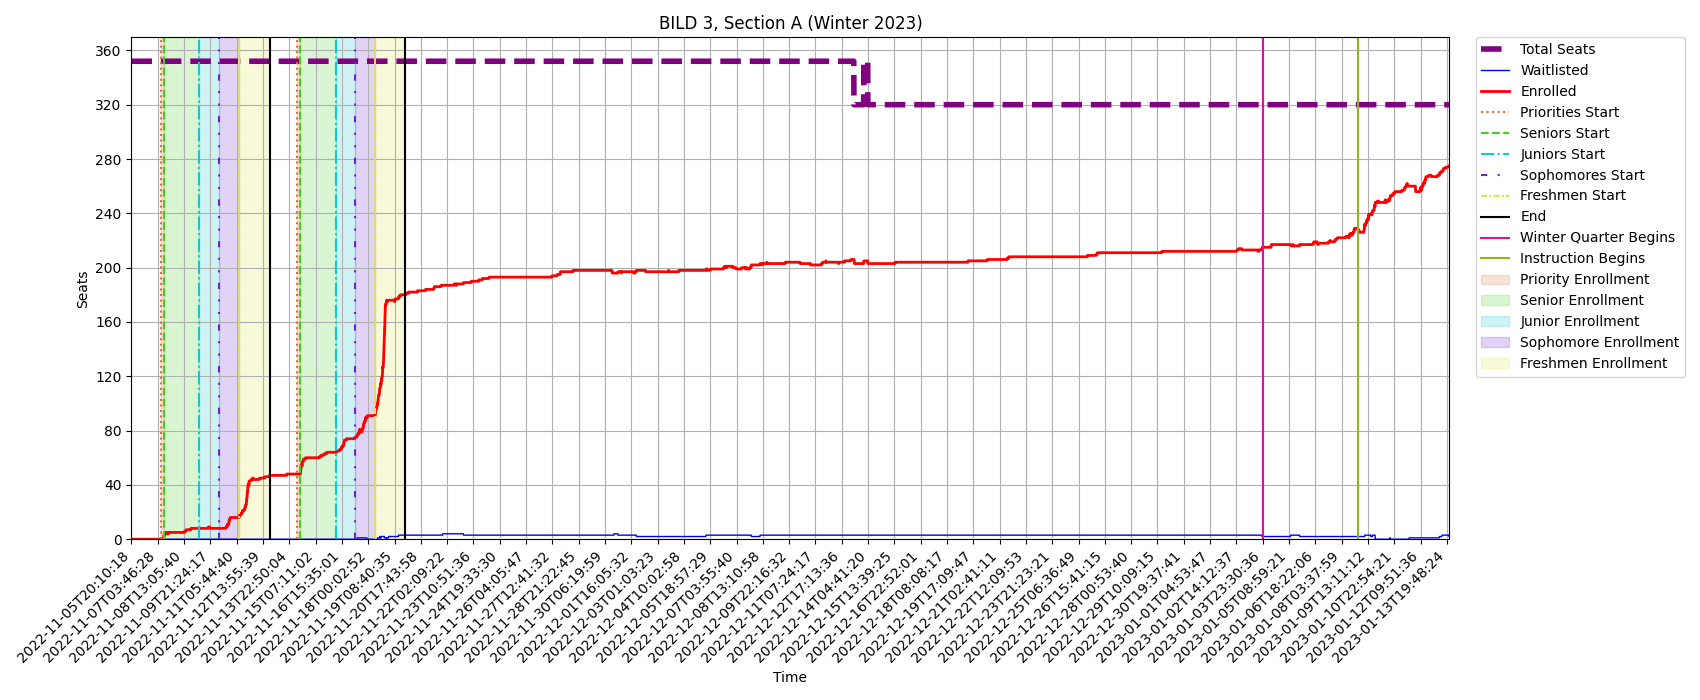 BILD 3, Section A (Winter 2023)
Seats
360
320
280
240
200
160
120
80
40
0
2022-11-05T20:10:18
2022-11-07T03:46:28
2022-11-08T13:05:40
2022-11-09T21:24:17
2022-11-11T05:44:40
2022-11-12T13:55:39
2022-11-13T22:50:04
2022-11-15T07:11:02
2022-11-16T15:35:01
2022-11-18T00:02:52
2022-11-19T08:40:35
2022-11-20T17:43:58
2022-11-22T02:09:22
2022-11-23T10:51:36
2022-11-24T19:33:30
2022-11-26T04:05:47
2022-11-27T12:41:32
2022-11-28T21:22:45
2022-11-30T06:19:59
2022-12-01T16:05:32
2022-12-03T01:03:23
2022-12-04T10:02:58
2022-12-05T18:57:29
2022-12-07T03:55:40
2022-12-08T13:10:58
2022-12-09T22:16:32
2022-12-11T07:24:17
2022-12-12T17:13:36
2022-12-14T04:41:20
2022-12-15T13:39:25
2022-12-16T22:52:01
2022-12-18T08:08:17
2022-12-19T17:09:47
2022-12-21T02:41:11
2022-12-22T12:09:53
2022-12-23T21:23:21
2022-12-25T06:36:49
2022-12-26T15:41:15
2022-12-28T00:53:40
2022-12-29T10:09:15
2022-12-30T19:37:41
2023-01-01T04:53:47
2023-01-02T14:12:37
2023-01-03T23:30:36
2023-01-05T08:59:21
2023-01-06T18:22:06
2023-01-08T03:37:59
2023-01-09T13:11:12
2023-01-10T22:54:21
2023-01-12T09:51:36
2023-01-13T19:48:24
Time
Total Seats
Waitlisted
Enrolled
Priorities Start
Seniors Start
Juniors Start
Sophomores Start
Freshmen Start
End
Winter Quarter Begins
Instruction Begins
Priority Enrollment
Senior Enrollment
Junior Enrollment
Sophomore Enrollment
Freshmen Enrollment